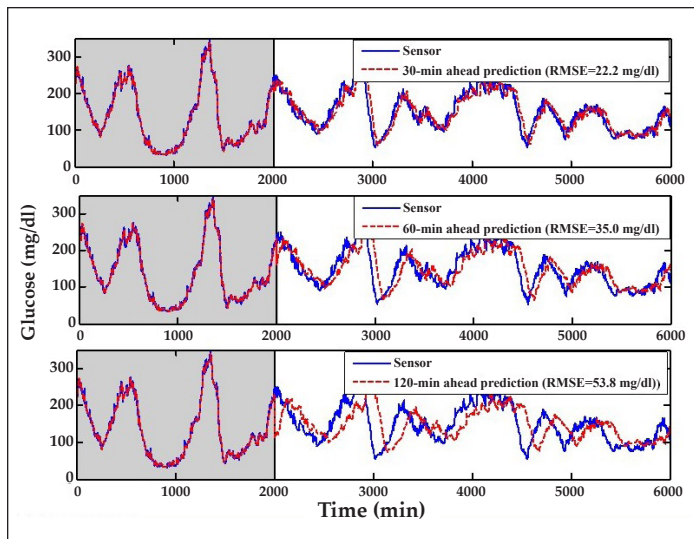 Sensor
30-min ahead prediction (RMSE=22.2 mg/dl)
300
200
100
0
0 1000 2000 3000 4000 5000 6000
Sensor
60-min ahead prediction (RMSE=35.0 mg/dl)
300
200
100
0
0 1000 2000 3000 4000 5000 6000
Sensor
120-min ahead prediction (RMSE=53.8 mg/dl))
300
200
100
0
0 1000 2000 3000 4000 5000 6000
Glucose (mg/dl)
Time (min)